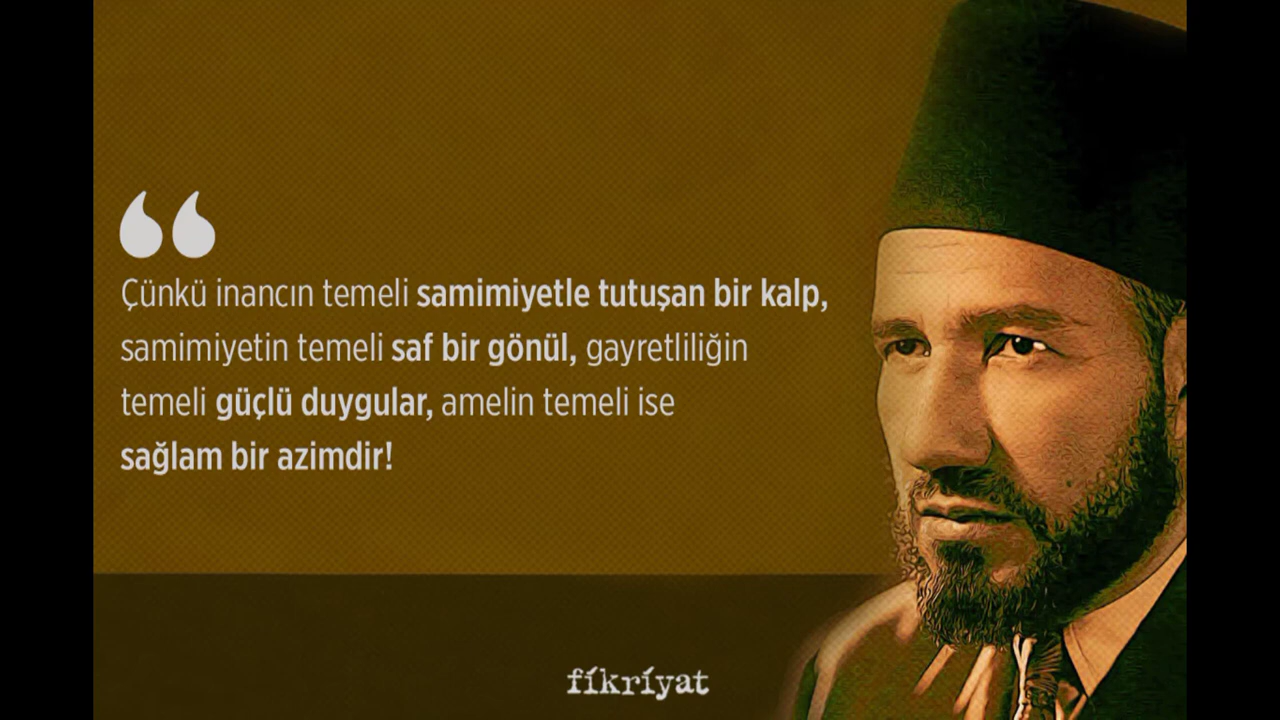 “
Çünkü inancın temeli samimiyetle tutuşan bir kalp,
samimiyetin temeli saf bir gönül, gayretliliğin
temeli güçlü duygular, amelin temeli ise
sağlam bir azimdir!
fikriyat